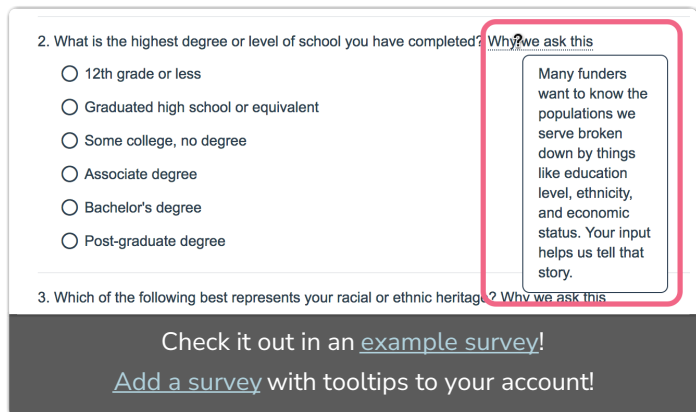 2. What is the highest degree or level of school you have completed? Why we ask this
12th grade or less
Graduated high school or equivalent
Some college, no degree
Associate degree
Bachelor's degree
Post-graduate degree
Many funders
want to know the
populations we
serve broken
down by things
like education
level, ethnicity,
and economic
status. Your input
helps us tell that
story.
3. Which of the following best represents your racial or ethnic heritage? Why we ask this
Check it out in an example survey!
Add a survey with tooltips to your account!